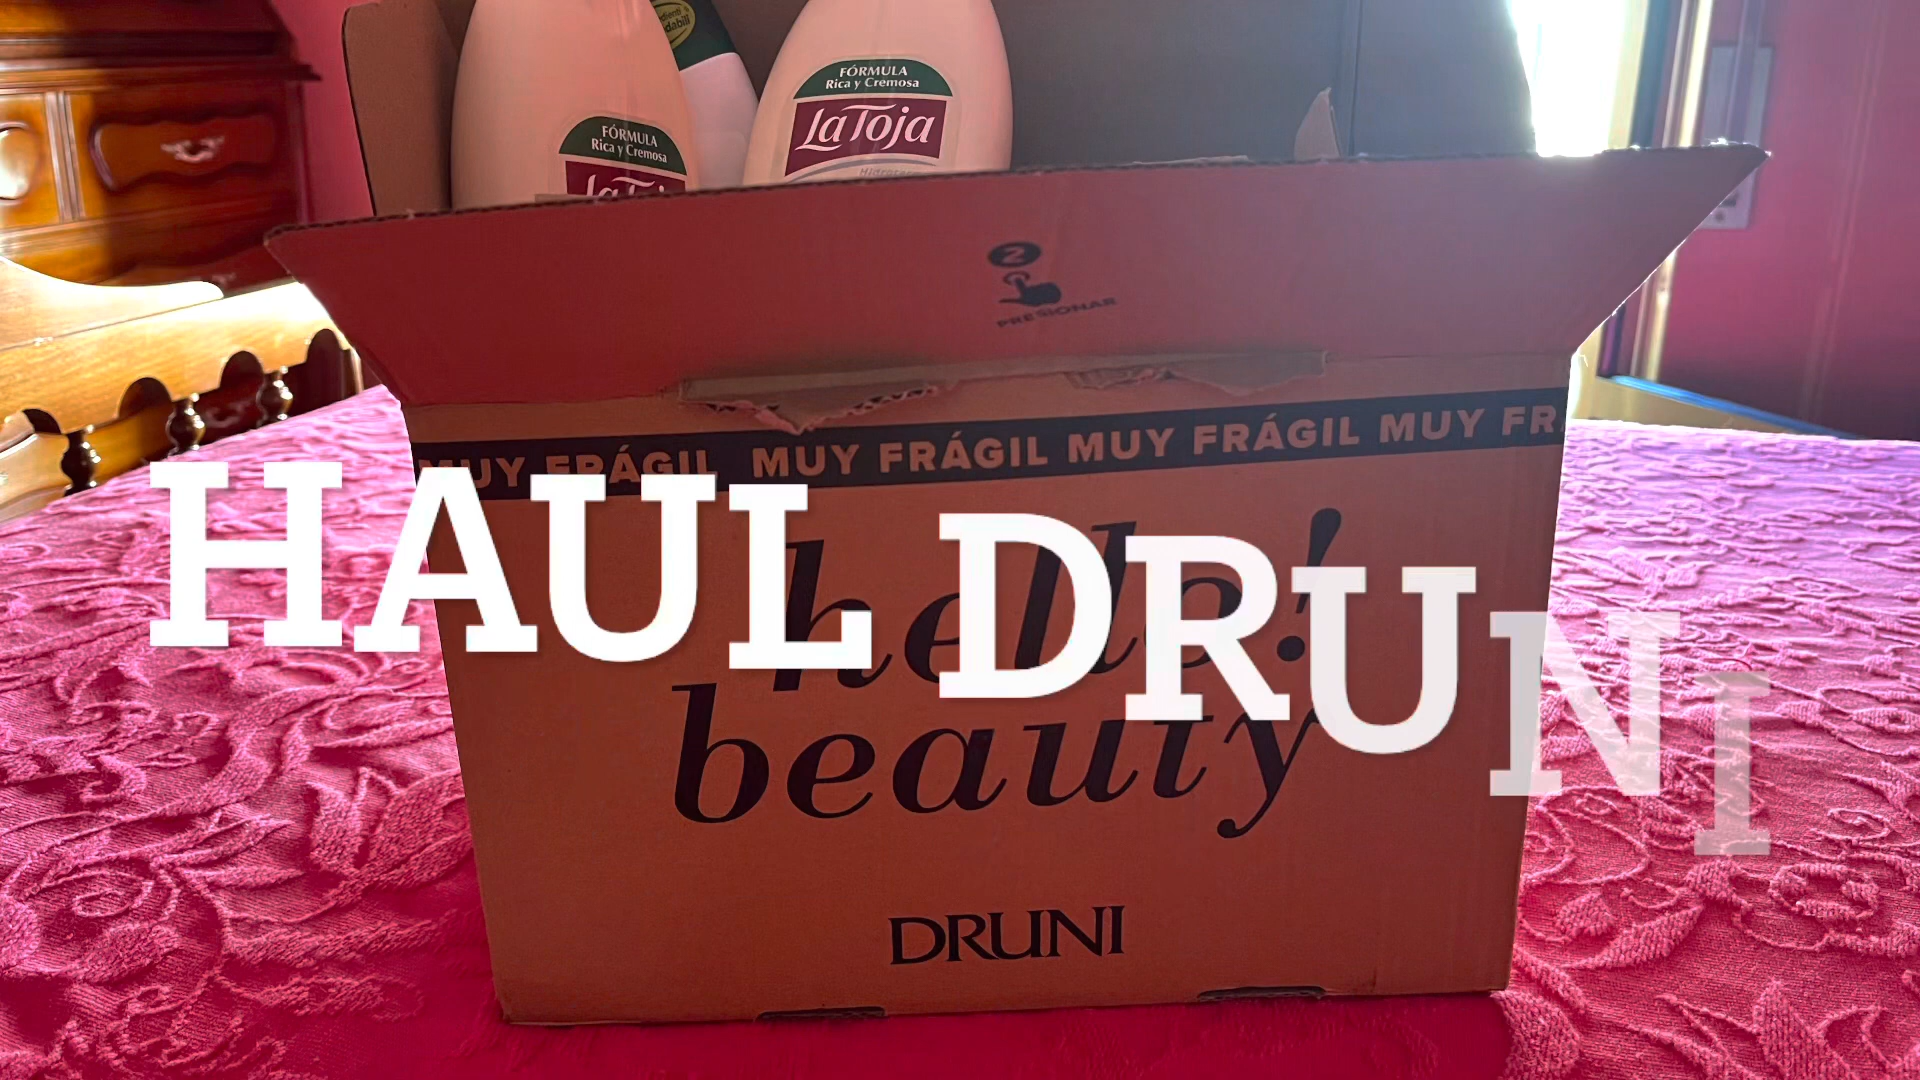 FÓRMULA
Rica y Cremosa
La Toja
FÓRMULA
Rica y Cremosa
2
PRESIONAR
MUY FRÁGIL MUY FRÁGIL MUY FRÁGIL MUY FR
HAUL DRUNI
hello!
beauty
DRUNI